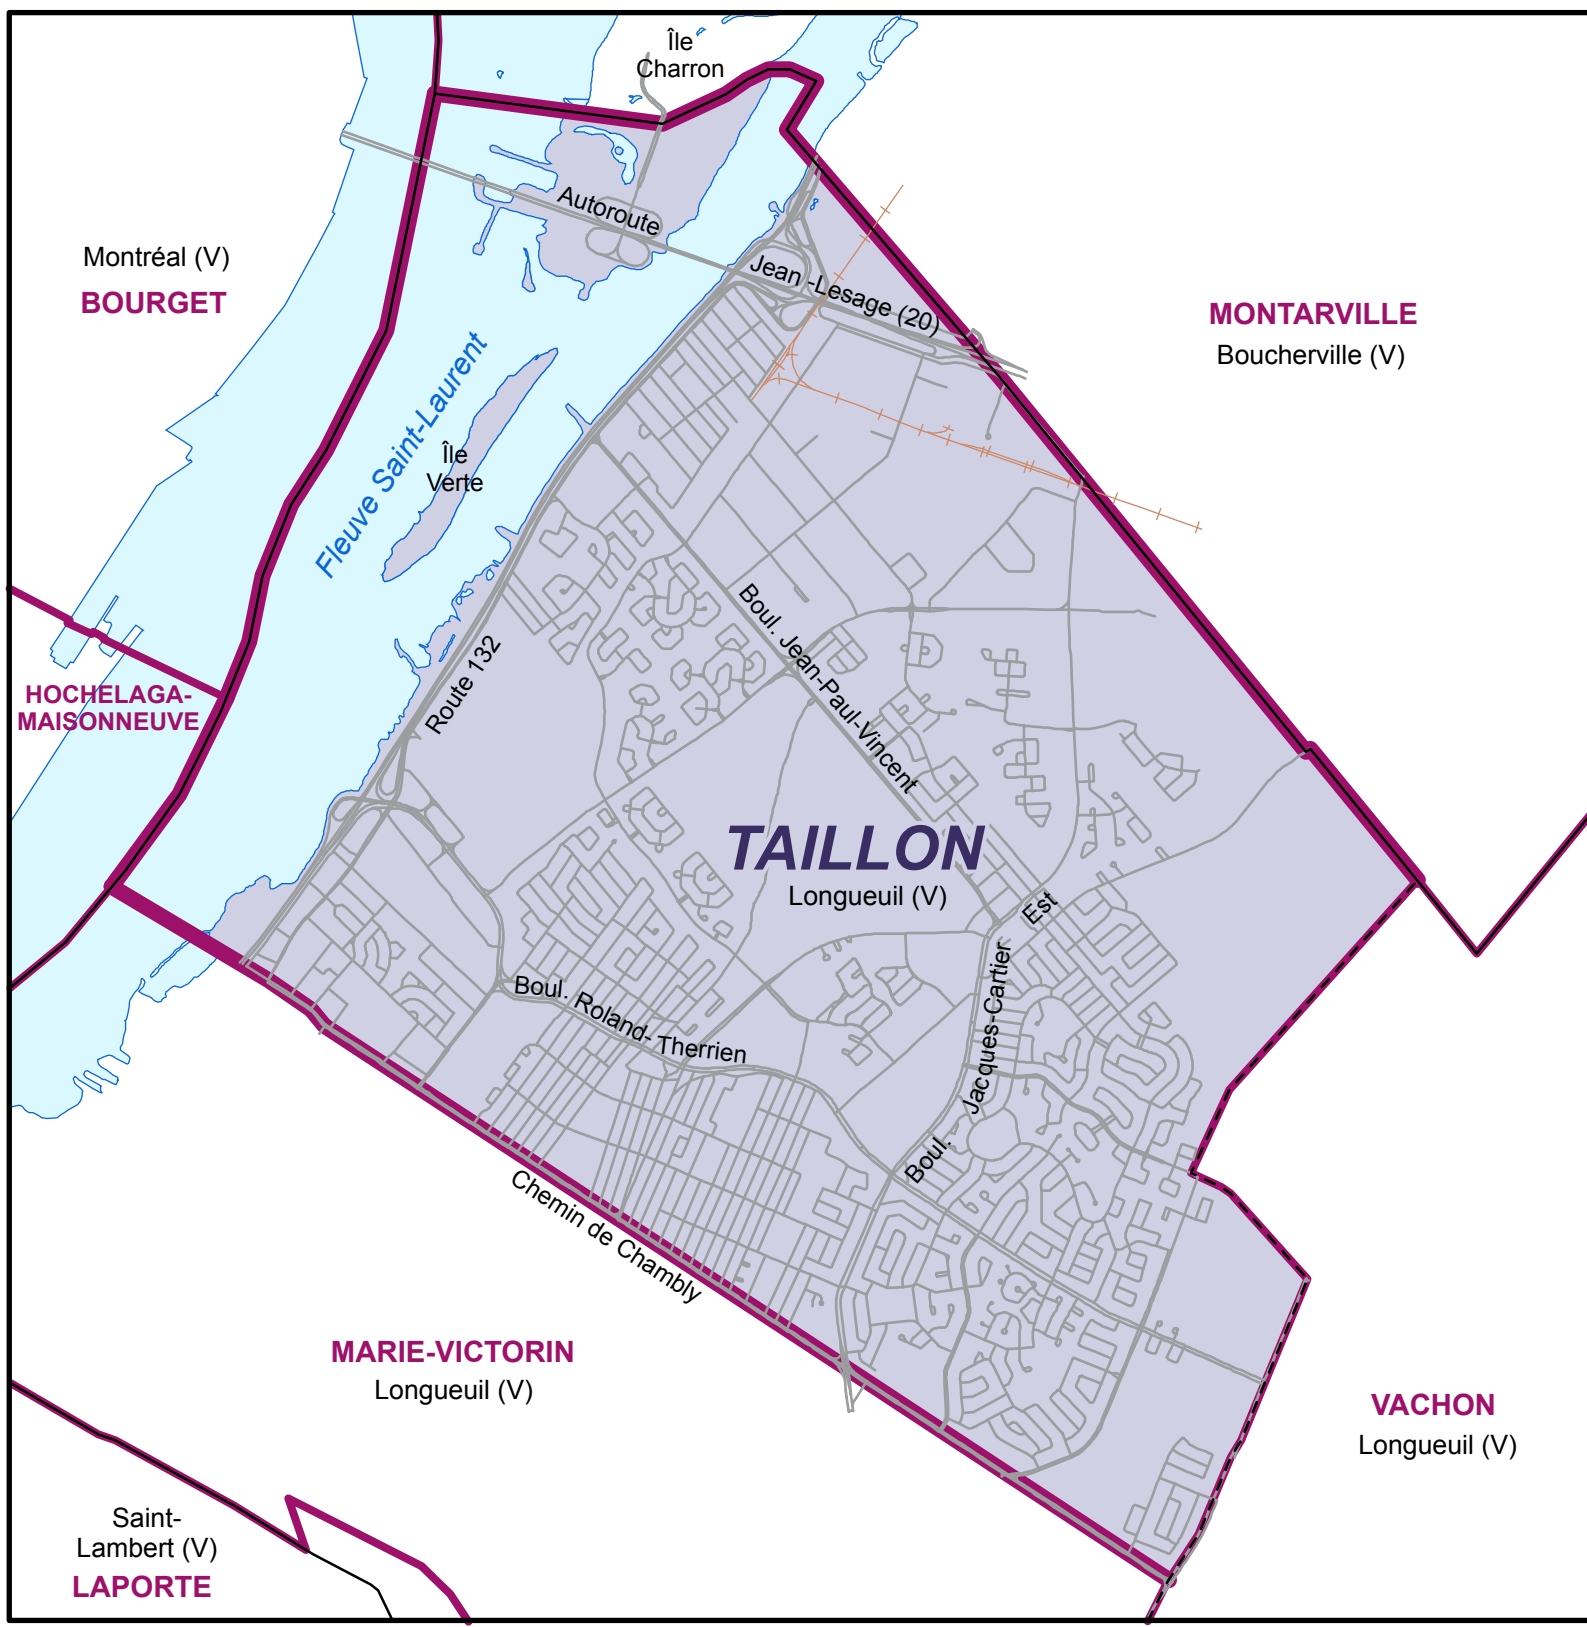 Île
Charron
Autoroute
Montréal (V)
BOURGET
Jean -Lesage (20)
MONTARVILLE
Boucherville (V)
Fleuve Saint-Laurent
Île
Verte
Boul. Jean-Paul-Vincent
Route 132
HOCHELAGA-
MAISONNEUVE
TAILLON
Longueuil (V)
Est
Jacques-Cartier
Boul.
Boul. Roland- Therrien
Chemin de Chambly
MARIE-VICTORIN
Longueuil (V)
VACHON
Longueuil (V)
Saint-
Lambert (V)
LAPORTE